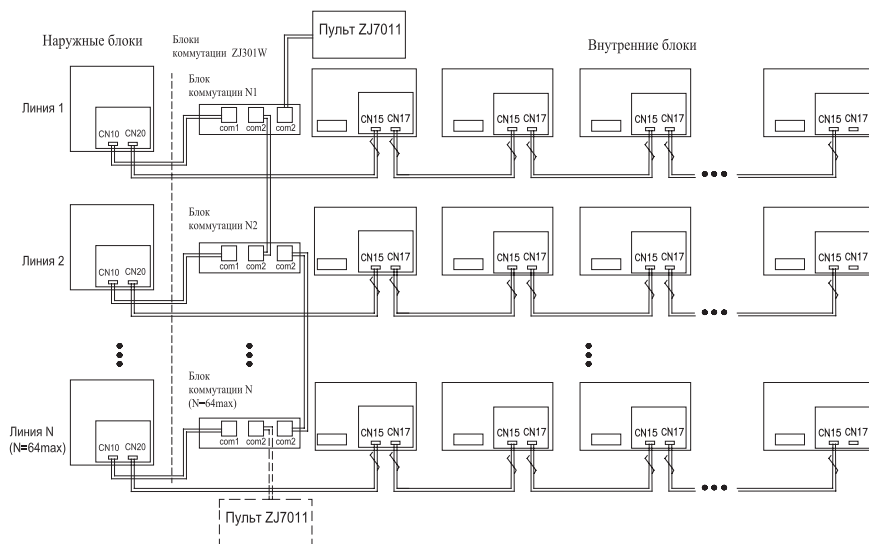 Пульт ZJ7011
Наружные блоки
Блоки
коммутации ZJ301W
Внутренние блоки
Линия 1
CN10 CN20
Блок
коммутации N1
com1 com2 com2
CN15 CN17
CN15 CN17
CN15 CN17
CN15 CN17
Линия 2
CN10 CN20
Блок
коммутации N2
com1 com2 com2
CN15 CN17
CN15 CN17
CN15 CN17
CN15 CN17
Линия N
(N=64max)
CN10 CN20
Блок
коммутации N
(N=64max)
com1 com2 com2
CN15 CN17
CN15 CN17
CN15 CN17
CN15 CN17
Пульт ZJ7011